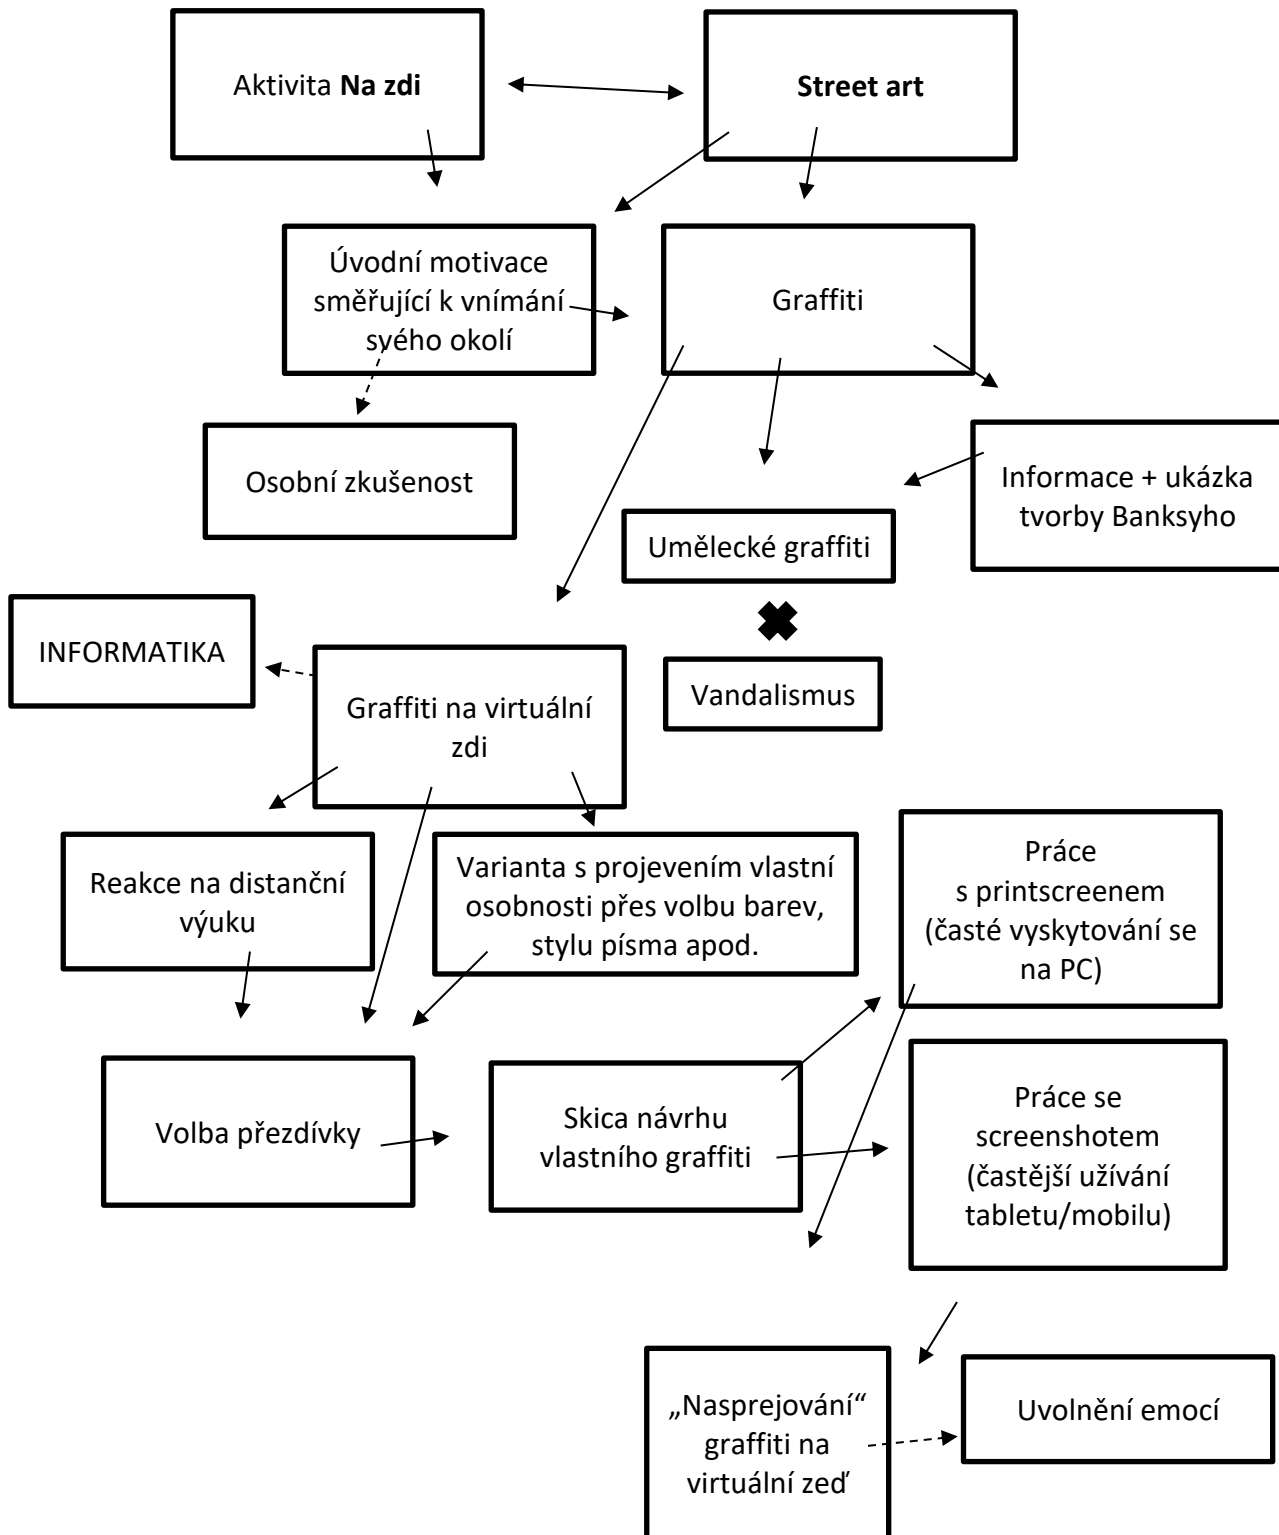 Aktivita Na zdi
Street art
Úvodní motivace
směřující k vnímání
svého okolí
Graffiti
Osobní zkušenost
Informace + ukázka
tvorby Banksyho
Umělecké graffiti
INFORMATIKA
Graffiti na virtuální
zdi
Vandalismus
Reakce na distanční
výuku
Varianta s projevením vlastní
osobnosti přes volbu barev,
stylu písma apod.
Práce
s printscreenem
(časté vyskytování se
na PC)
Volba přezdívky
Skica návrhu
vlastního graffiti
Práce se
screenshotem
(častější užívání
tabletu/mobilu)
„Nasprejování“
graffiti na
virtuální zeď
Uvolnění emocí